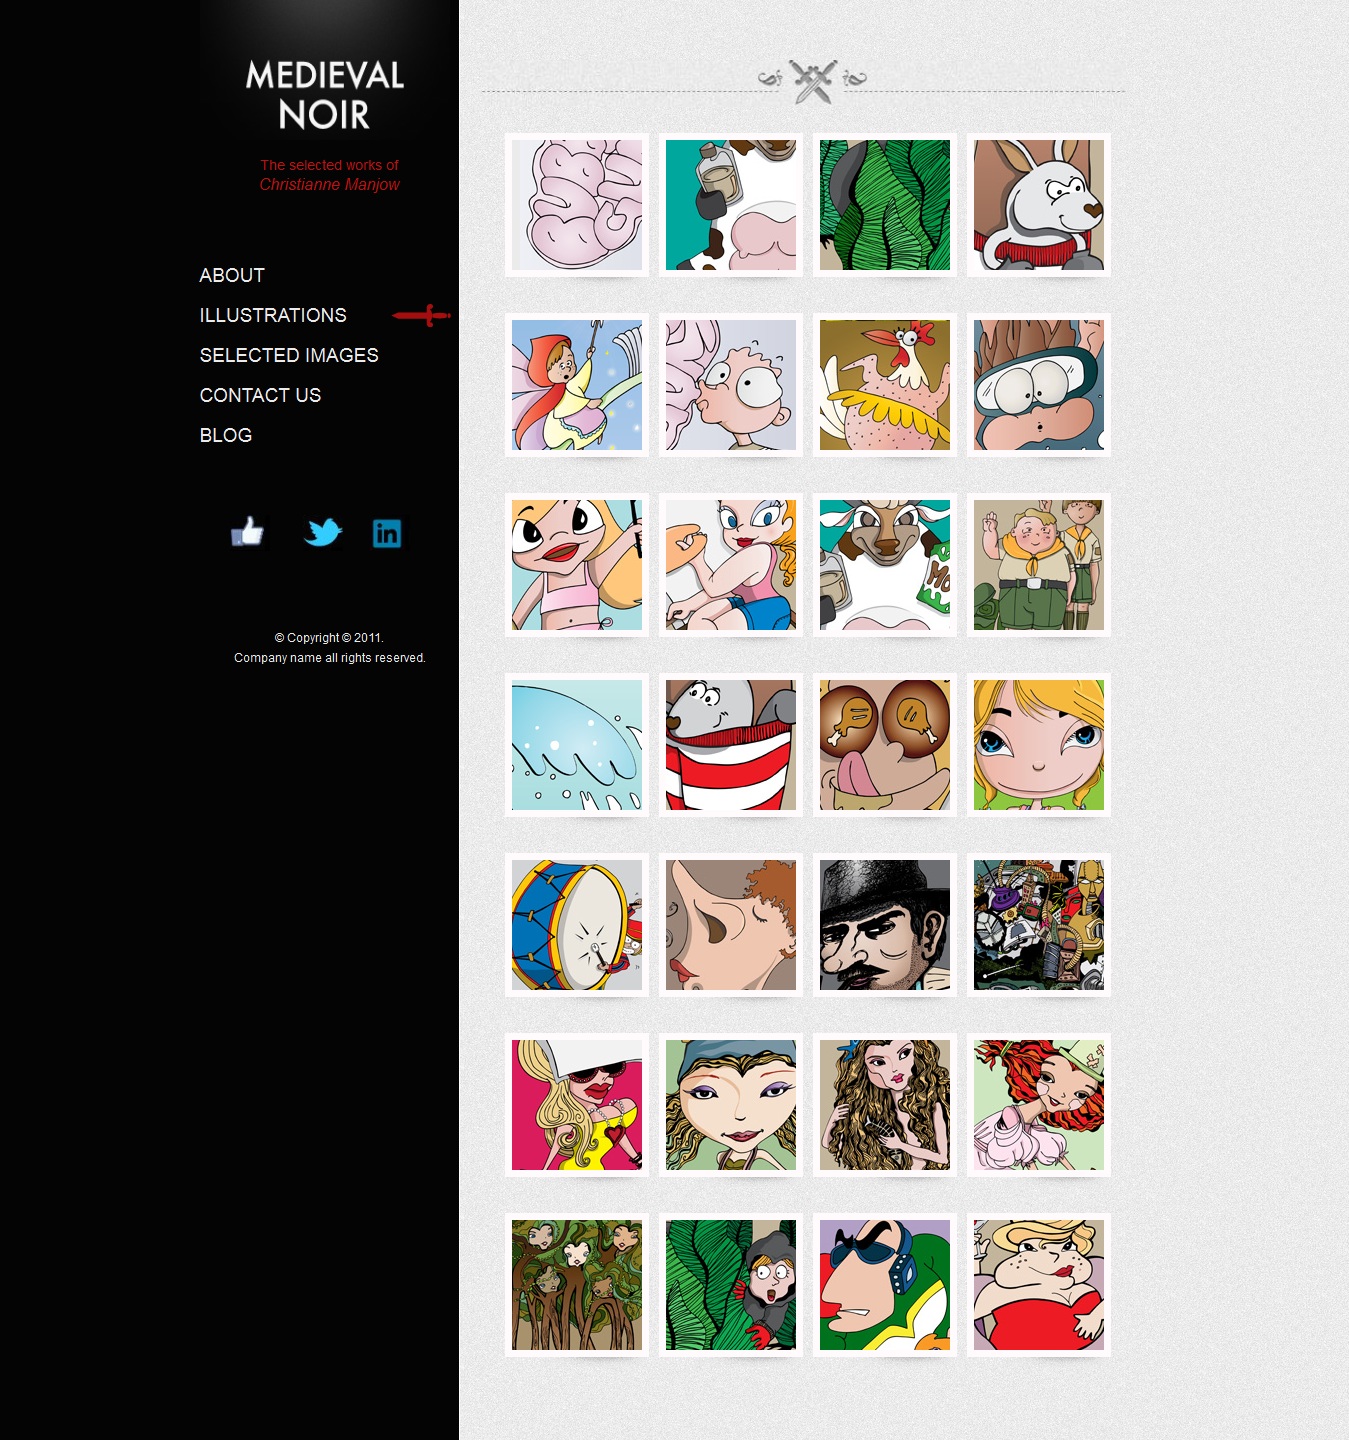 MEDIEVAL
NOIR
The selected works of
Christianne Manjow
ABOUT
ILLUSTRATIONS
SELECTED IMAGES
CONTACT US
BLOG
in
© Copyright © 2011.
Company name all rights reserved.